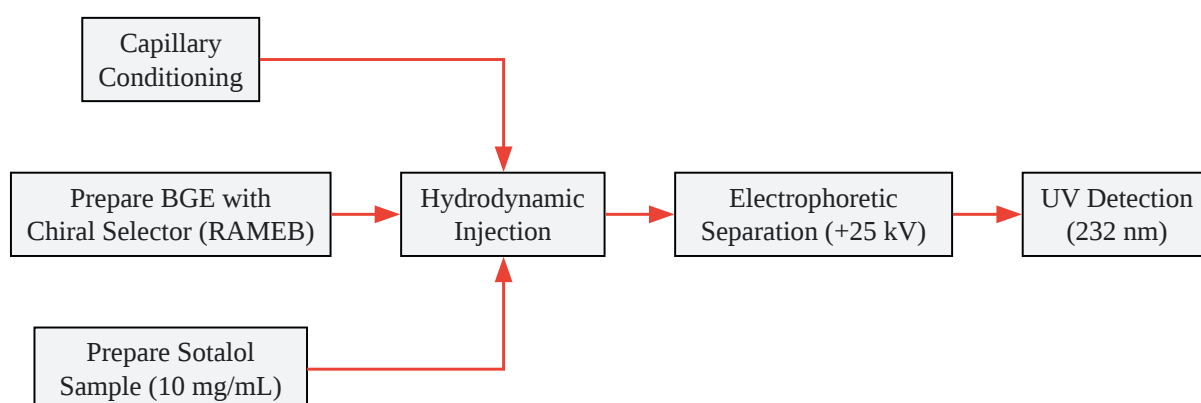 Capillary
Conditioning
Prepare BGE with
Chiral Selector (RAMEB)
Hydrodynamic
Injection
Electrophoretic
Separation (+25 kV)
UV Detection
(232 nm)
Prepare Sotalol
Sample (10 mg/mL)